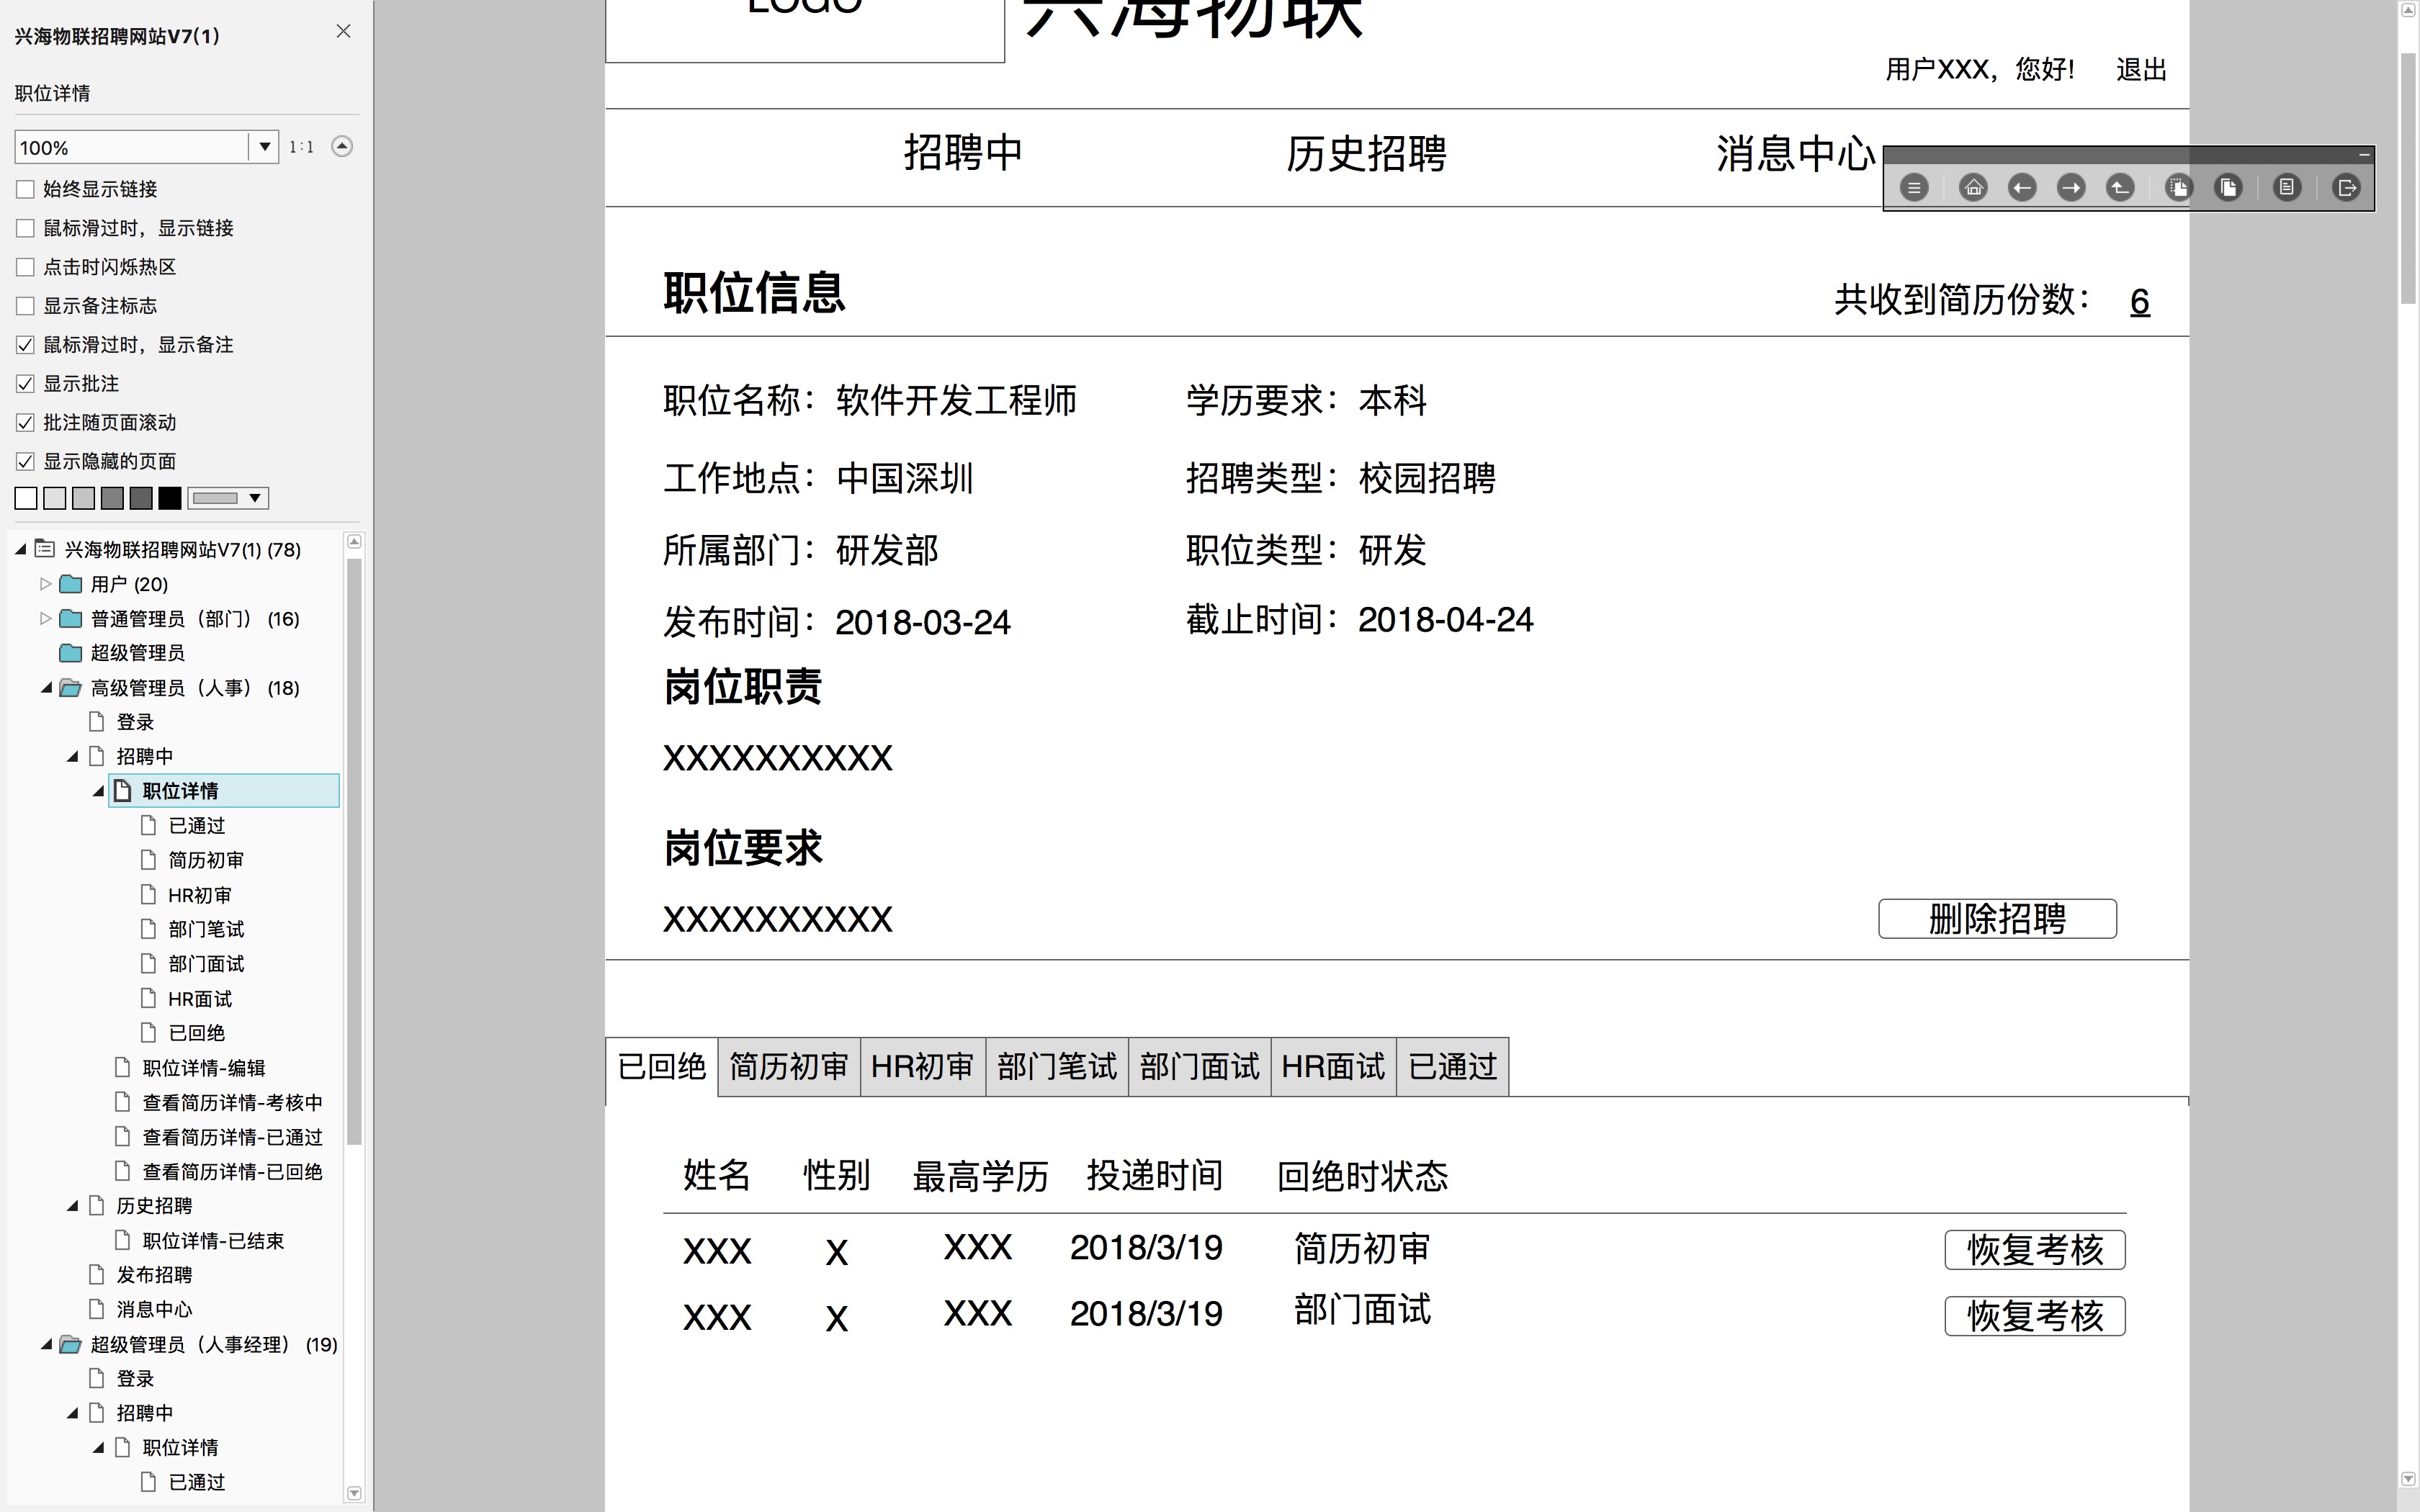 兴海物联招聘网站V7(1)
职位详情
100%
1:1
始终显示链接
鼠标滑过时，显示链接
点击时闪烁热区
显示备注标志
鼠标滑过时，显示备注
显示批注
批注随页面滚动
显示隐藏的页面
兴海物联招聘网站V7(1) (78)
用户 (20)
普通管理员（部门） (16)
超级管理员
高级管理员（人事） (18)
登录
招聘中
职位详情
已通过
简历初审
HR初审
部门笔试
部门面试
HR面试
已回绝
职位详情-编辑
查看简历详情-考核中
查看简历详情-已通过
查看简历详情-已回绝
历史招聘
职位详情-已结束
发布招聘
消息中心
超级管理员（人事经理） (19)
登录
招聘中
职位详情
已通过
LOGO
兴海物联
用户XXX，您好! 退出
招聘中 历史招聘 消息中心
职位信息 共收到简历份数： 6
职位名称：软件开发工程师 学历要求：本科
工作地点：中国深圳 招聘类型：校园招聘
所属部门：研发部 职位类型：研发
发布时间：2018-03-24 截止时间：2018-04-24
岗位职责
XXXXXXXXXX
岗位要求
XXXXXXXXXX 删除招聘
已回绝 简历初审 HR初审 部门笔试 部门面试 HR面试 已通过
姓名 性别 最高学历 投递时间 回绝时状态
XXX X XXX 2018/3/19 简历初审 恢复考核
XXX X XXX 2018/3/19 部门面试 恢复考核